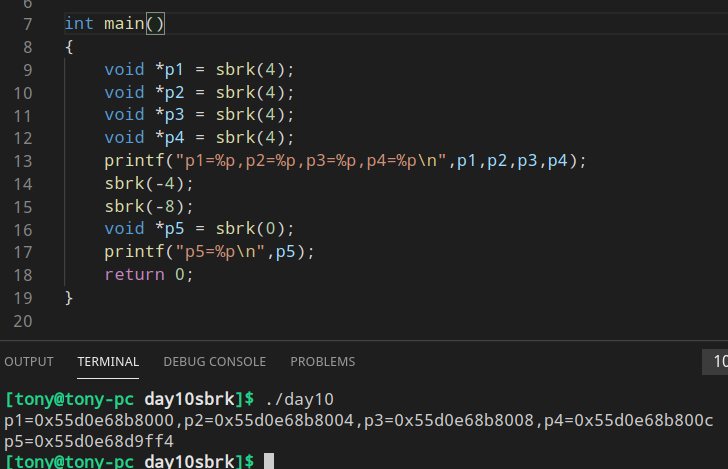 6
7 int main()
8 {
9 void *p1 = sbrk(4);
10 void *p2 = sbrk(4);
11 void *p3 = sbrk(4);
12 void *p4 = sbrk(4);
13 printf("p1=%p,p2=%p,p3=%p,p4=%p\n",p1,p2,p3,p4);
14 sbrk(-4);
15 sbrk(-8);
16 void *p5 = sbrk(0);
17 printf("p5=%p\n",p5);
18 return 0;
19 }
20
OUTPUT TERMINAL DEBUG CONSOLE PROBLEMS 10
[tony@tony-pc day10sbrk]$ ./day10
p1=0x55d0e68b8000,p2=0x55d0e68b8004,p3=0x55d0e68b8008,p4=0x55d0e68b800c
p5=0x55d0e68d9ff4
[tony@tony-pc day10sbrk]$